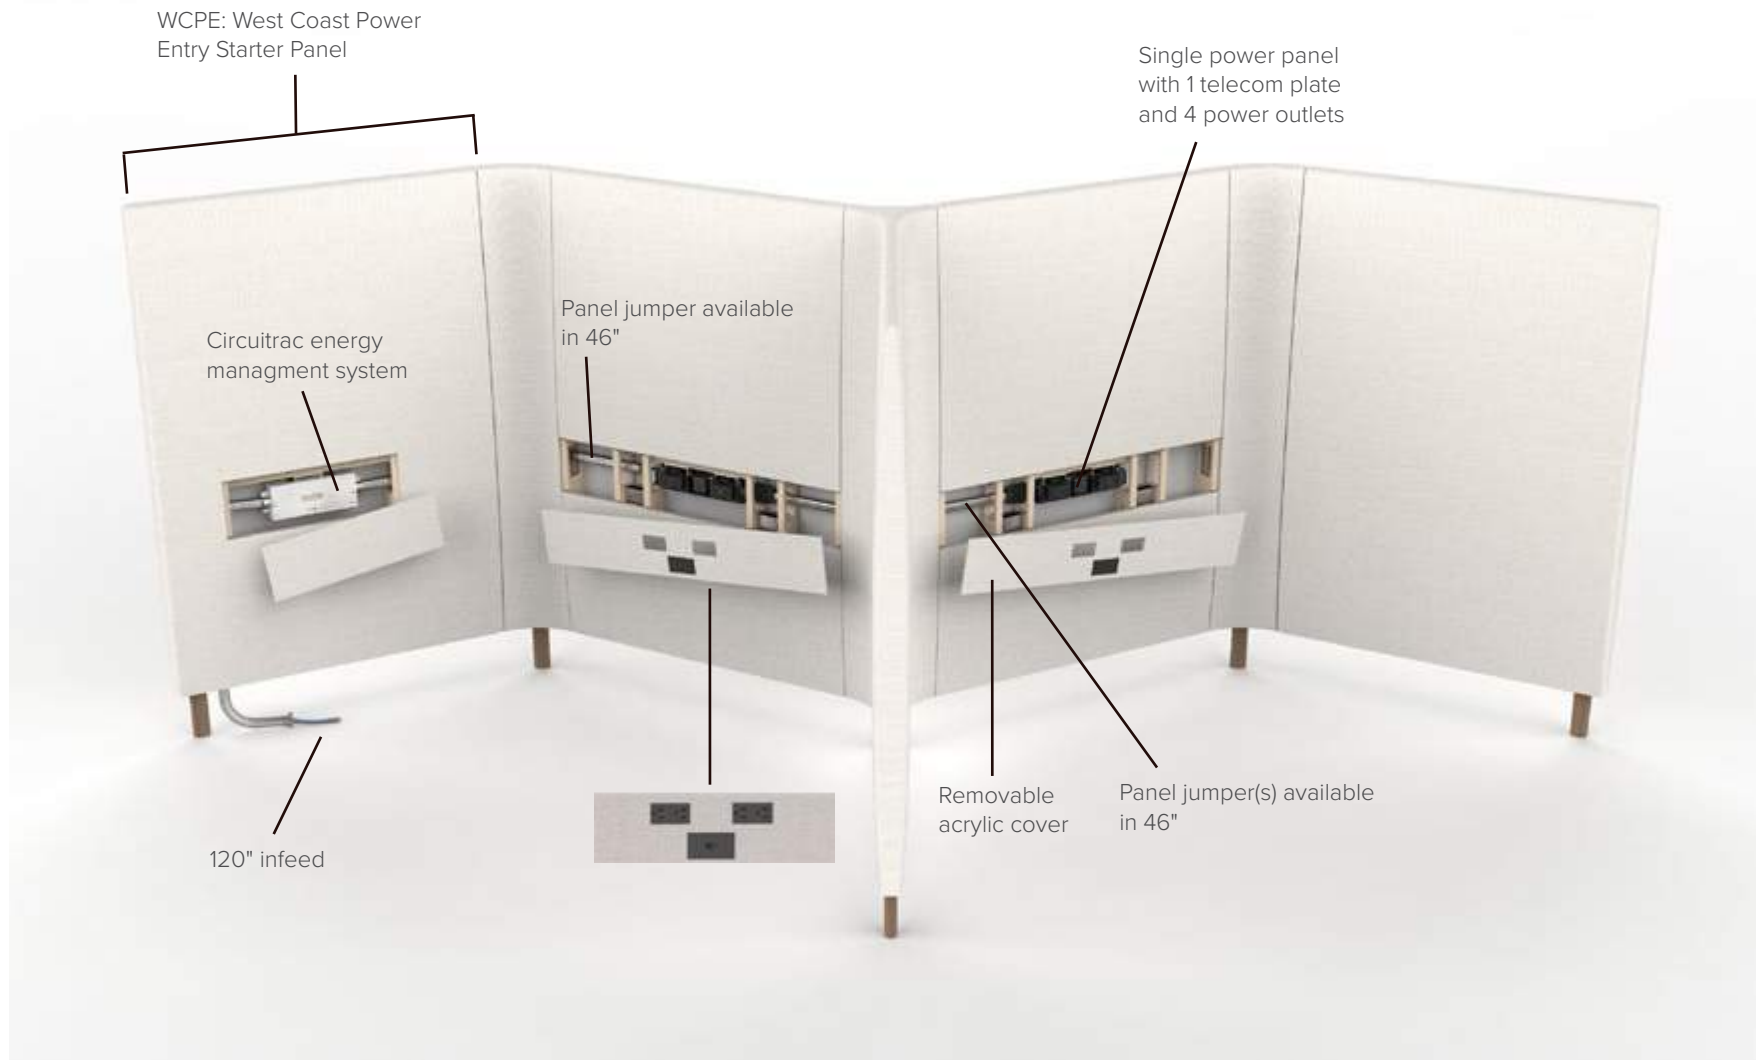 WCPE: West Coast Power
Entry Starter Panel
Single power panel
with 1 telecom plate
and 4 power outlets
Panel jumper available
in 46"
Circuitrac energy
managment system
Removable
acrylic cover
Panel jumper(s) available
in 46"
120" infeed